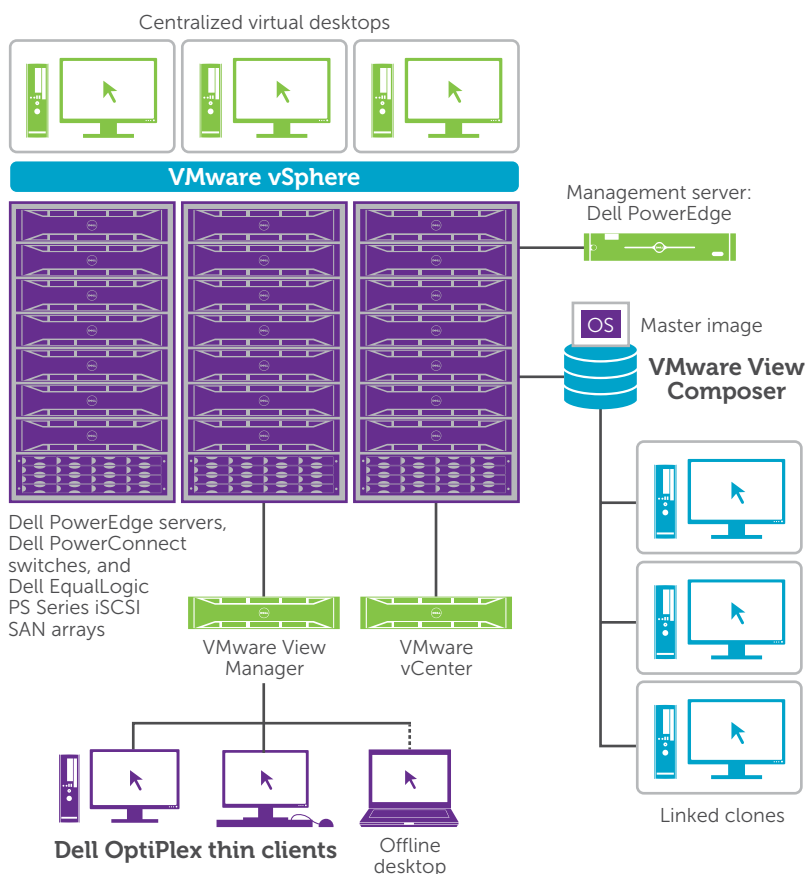 Centralized virtual desktops
VMware vSphere
Management server:
Dell PowerEdge
OS
Master image
VMware View
Composer
Dell PowerEdge servers,
Dell PowerConnect
switches, and
Dell EqualLogic
PS Series iSCSI
SAN arrays
VMware View
Manager
VMware
vCenter
Linked clones
Dell OptiPlex thin clients
Offline
desktop